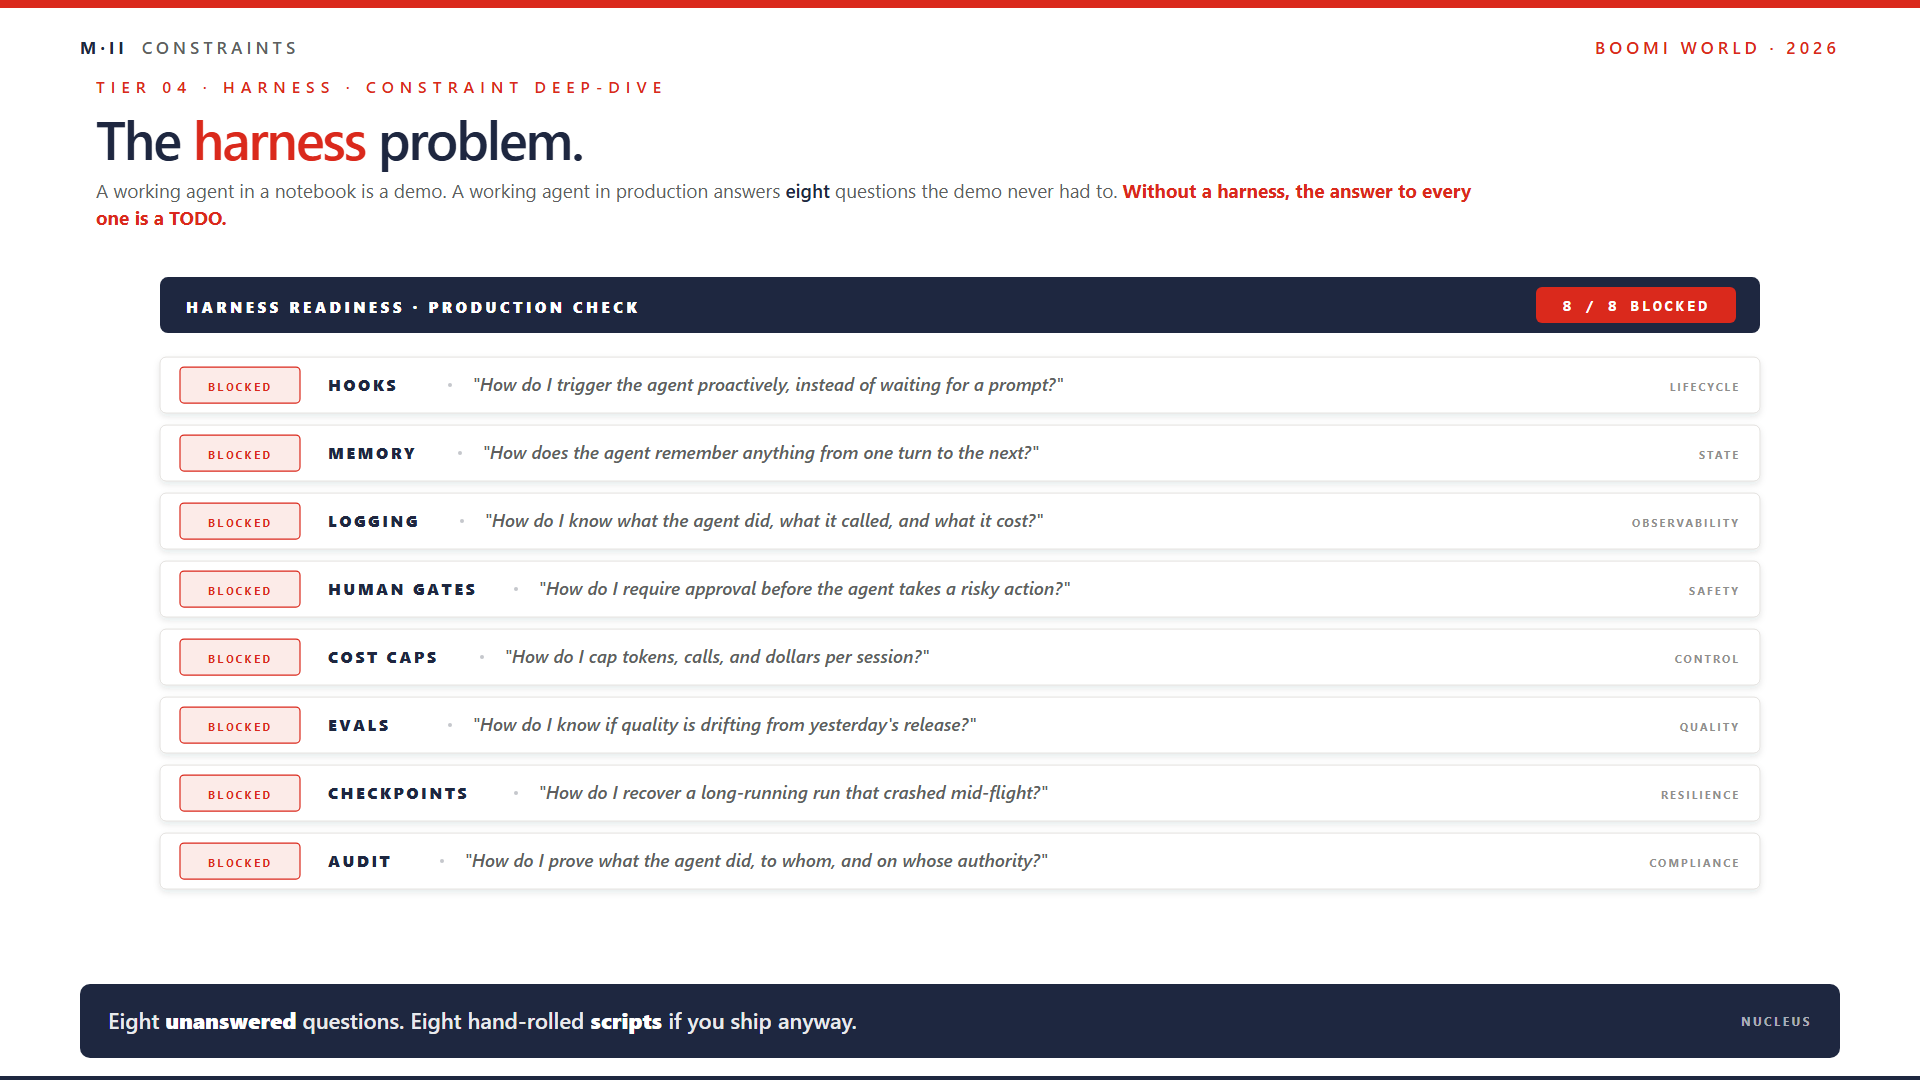 M·II CONSTRAINTS
BOOMI WORLD · 2026
TIER 04 · HARNESS · CONSTRAINT DEEP-DIVE
The harness problem.
A working agent in a notebook is a demo. A working agent in production answers eight questions the demo never had to. Without a harness, the answer to every
one is a TODO.
HARNESS READINESS · PRODUCTION CHECK
8 / 8 BLOCKED
BLOCKED HOOKS · "How do I trigger the agent proactively, instead of waiting for a prompt?" LIFECYCLE
BLOCKED MEMORY · "How does the agent remember anything from one turn to the next?" STATE
BLOCKED LOGGING · "How do I know what the agent did, what it called, and what it cost?" OBSERVABILITY
BLOCKED HUMAN GATES · "How do I require approval before the agent takes a risky action?" SAFETY
BLOCKED COST CAPS · "How do I cap tokens, calls, and dollars per session?" CONTROL
BLOCKED EVALS · "How do I know if quality is drifting from yesterday's release?" QUALITY
BLOCKED CHECKPOINTS · "How do I recover a long-running run that crashed mid-flight?" RESILIENCE
BLOCKED AUDIT · "How do I prove what the agent did, to whom, and on whose authority?" COMPLIANCE
Eight unanswered questions. Eight hand-rolled scripts if you ship anyway.
NUCLEUS